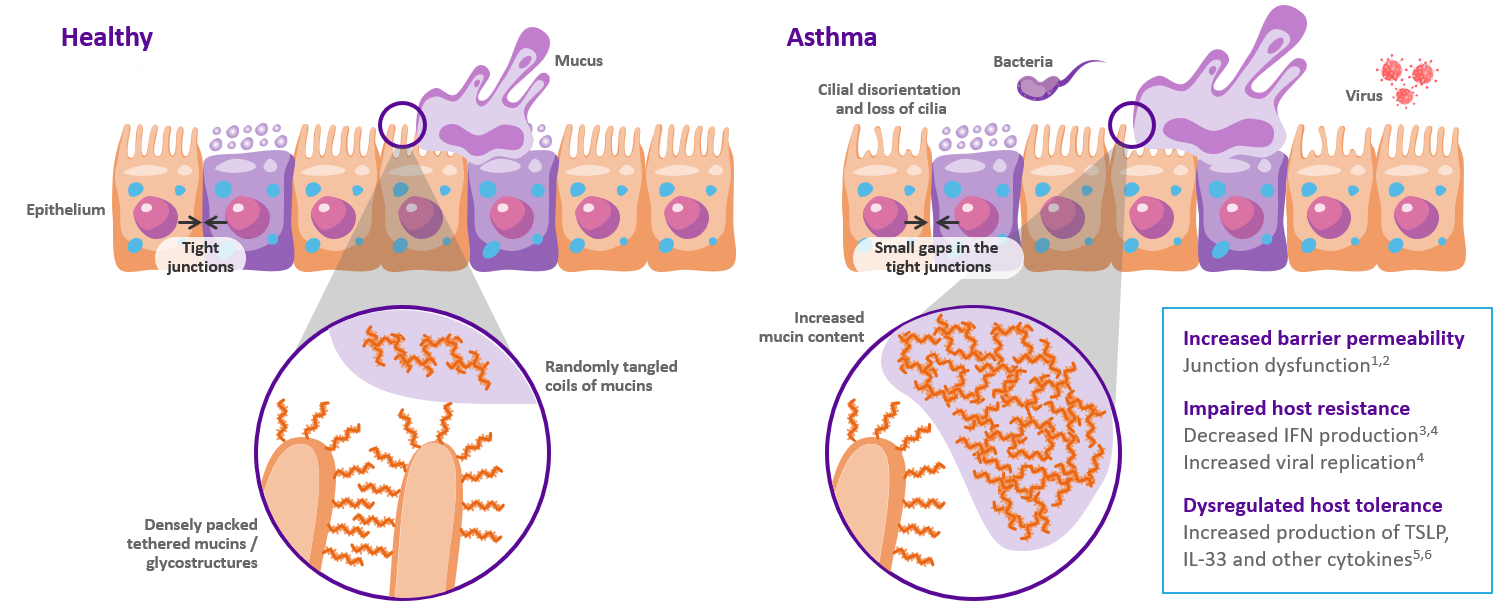 Healthy
Mucus
Epithelium
Tight
junctions
Randomly tangled
coils of mucins
Densely packed
tethered mucins /
glycostructures
Asthma
Bacteria
Cilial disorientation
and loss of cilia
Virus
Small gaps in the
tight junctions
Increased
mucin content
Increased barrier permeability
Junction dysfunction1,2
Impaired host resistance
Decreased IFN production3,4
Increased viral replication4
Dysregulated host tolerance
Increased production of TSLP,
IL-33 and other cytokines5,6